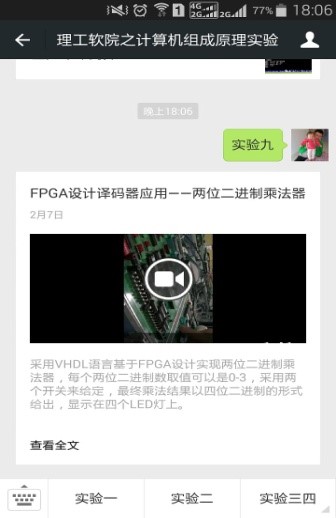 4G 2G 77% 18:06
理工软院之计算机组成原理实验
晚上18:06
实验九
FPGA设计译码器应用——两位二进制乘法器
2月7日
采用VHDL语言基于FPGA设计实现两位二进制乘
法器，每个两位二进制数取值可以是0-3，采用两
个开关来给定，最终乘法结果以四位二进制的形式
给出，显示在四个LED灯上。
查看全文
实验一 实验二 实验三四